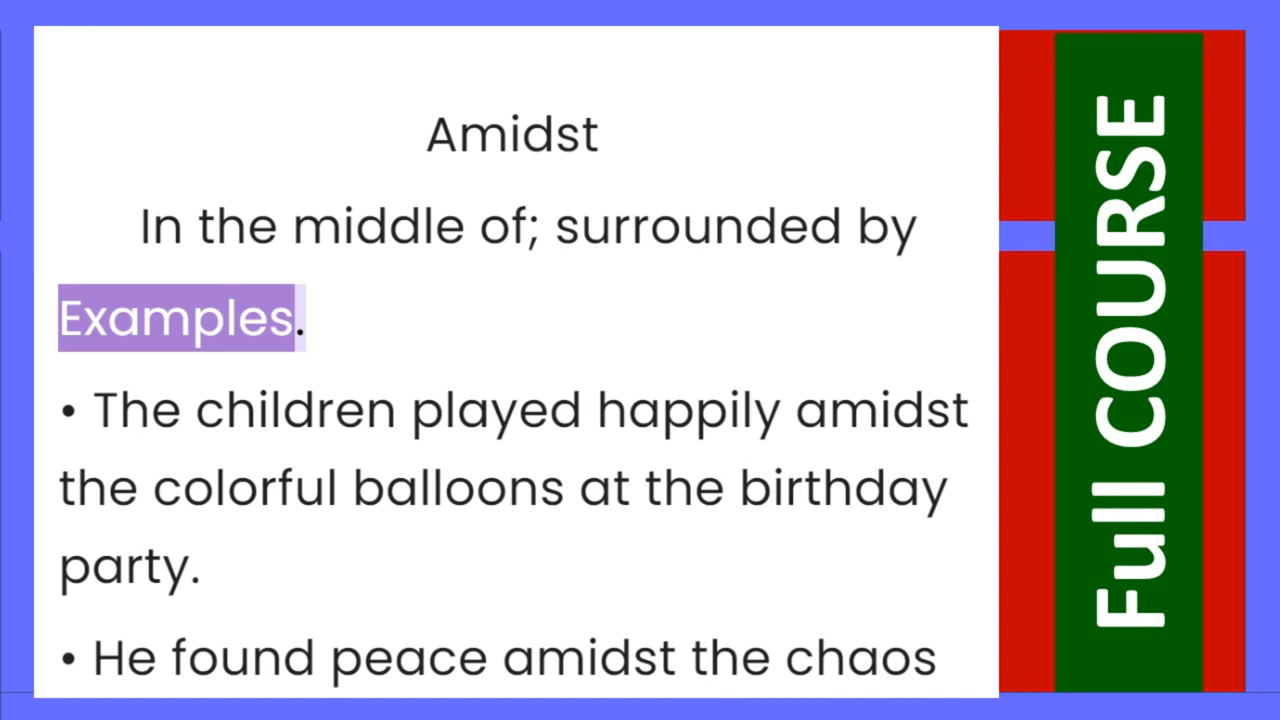 Amidst
In the middle of; surrounded by
Examples.
• The children played happily amidst
the colorful balloons at the birthday
party.
• He found peace amidst the chaos
Full COURSE